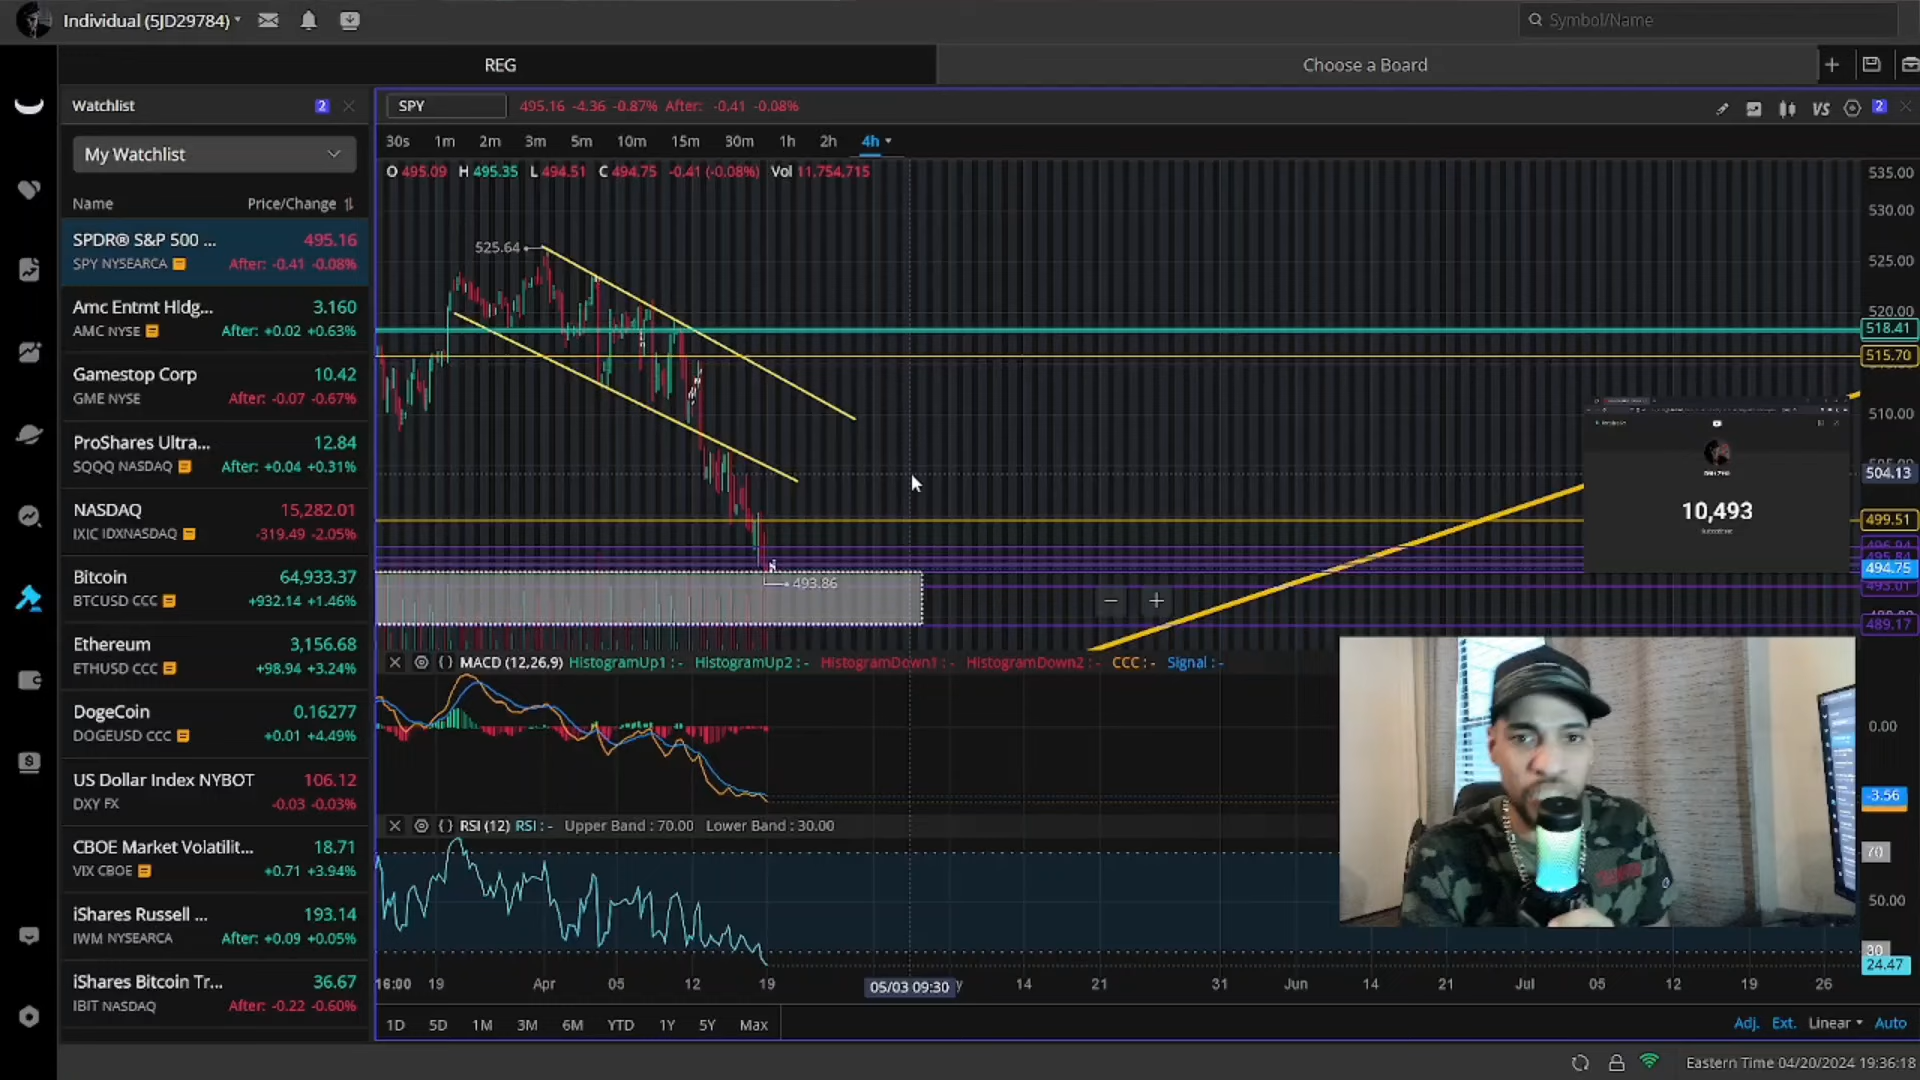 Individual (5JD29784)
Symbol/Name
REG
Choose a Board
Watchlist
2
My Watchlist
Name
Price/Change
SPDR® S&P 500 ...
495.16
SPY NYSEARCA
After: -0.41 -0.08%
Amc Entmt Hldg...
3.160
AMC NYSE
After: +0.02 +0.63%
Gamestop Corp
10.42
GME NYSE
After: -0.07 -0.67%
ProShares Ultra...
12.84
SQQQ NASDAQ
After: +0.04 +0.31%
NASDAQ
15,282.01
IXIC IDXNASDAQ
-319.49 -2.05%
Bitcoin
64,933.37
BTCUSD CCC
+932.14 +1.46%
Ethereum
3,156.68
ETHUSD CCC
+98.94 +3.24%
DogeCoin
0.16277
DOGEUSD CCC
+0.01 +4.49%
US Dollar Index NYBOT
106.12
DXY FX
-0.03 -0.03%
CBOE Market Volatilit...
18.71
VIX CBOE
+0.71 +3.94%
iShares Russell ...
193.14
IWM NYSEARCA
After: +0.09 +0.05%
iShares Bitcoin Tr...
36.67
IBIT NASDAQ
After: -0.22 -0.60%
SPY
495.16 -4.36 -0.87% After: -0.41 -0.08%
VS
2
30s 1m 2m 3m 5m 10m 15m 30m 1h 2h 4h
O 495.09 H 495.35 L 494.51 C 494.75 -0.41 (-0.08%) Vol 11,754,715
525.64
493.86
535.00
530.00
525.00
520.00
518.41
515.70
510.00
504.13
499.51
494.75
489.17
10,493
MACD (12,26,9) HistogramUp1 : - HistogramUp2 : - HistogramDown1 : - HistogramDown2 : - CCC : - Signal : -
0.00
-3.56
RSI (12) RSI : - Upper Band : 70.00 Lower Band : 30.00
70
50.00
30
24.47
16:00 19 Apr 05 12 19 05/03 09:30 14 21 31 Jun 14 21 Jul 05 12 19 26
1D 5D 1M 3M 6M YTD 1Y 5Y Max
Adj. Ext. Linear Auto
Eastern Time 04/20/2024 19:36:18